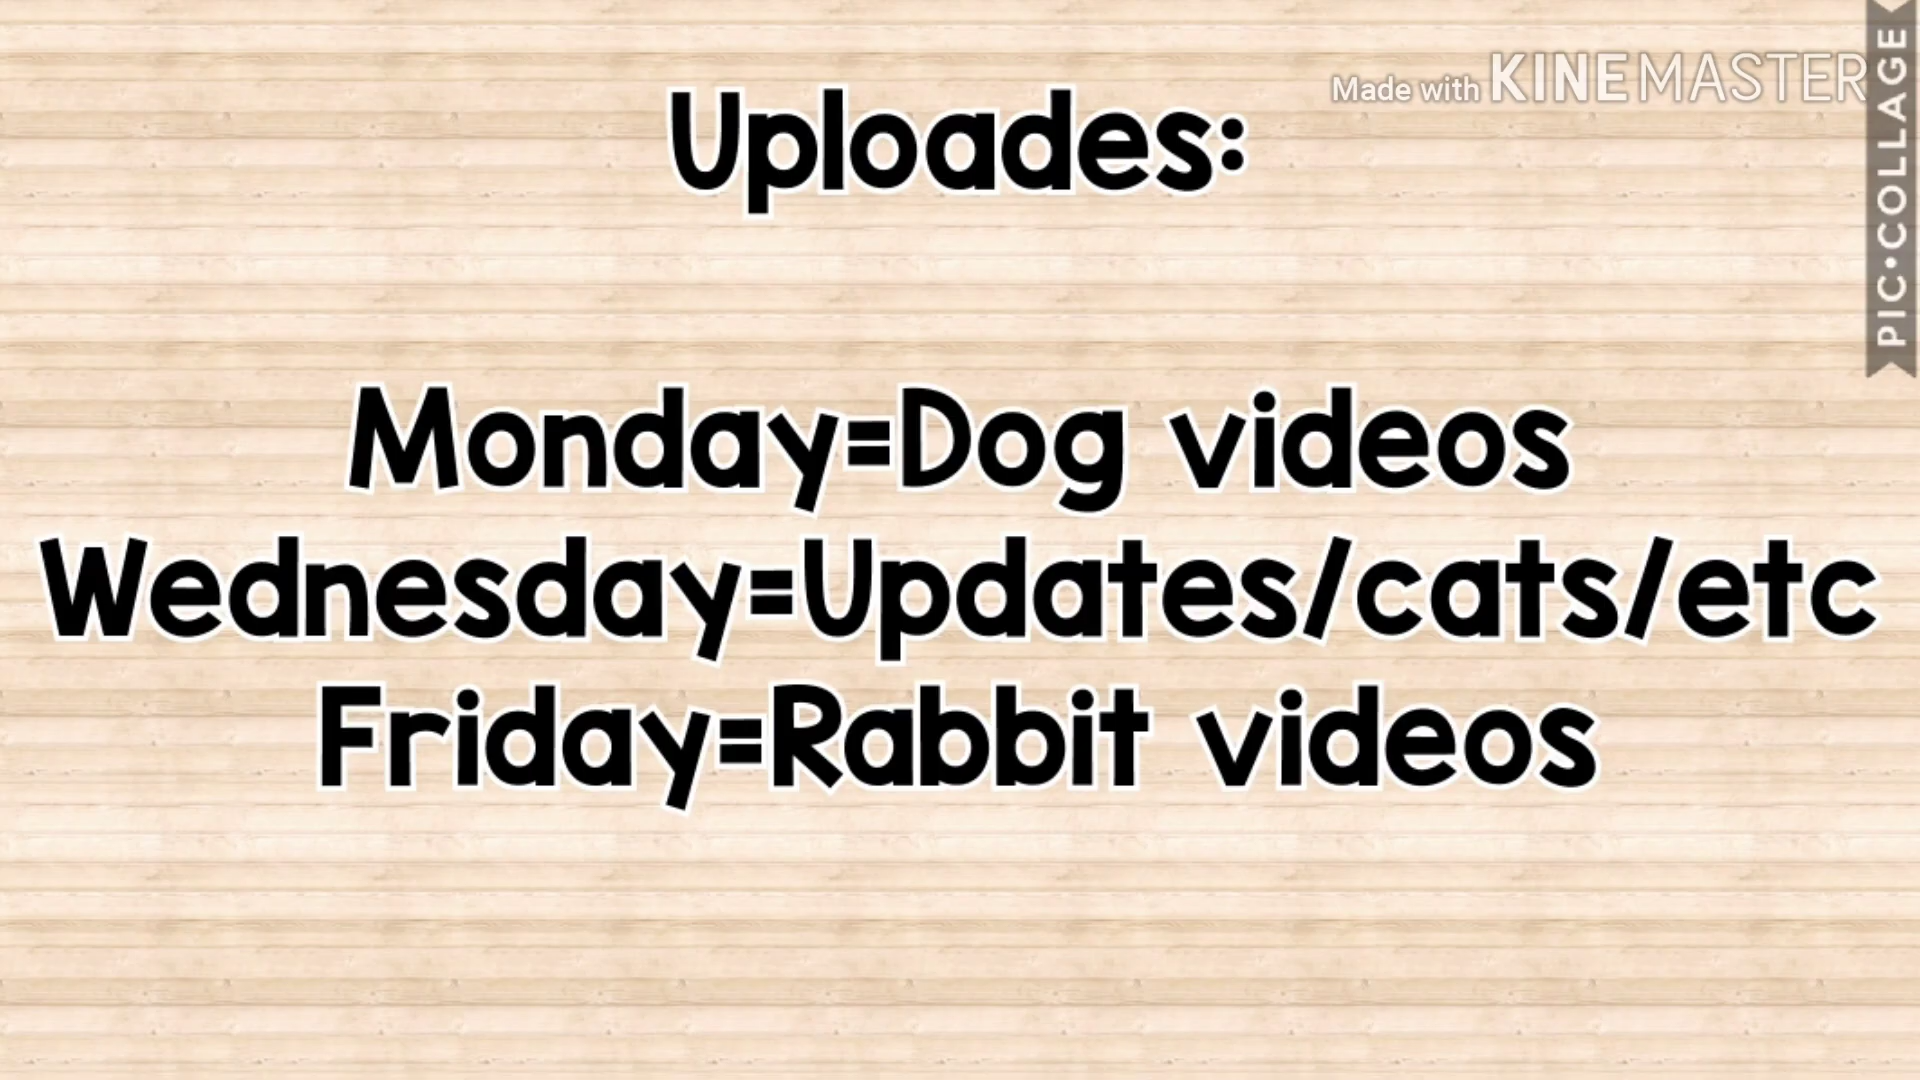 Made with KINEMASTER
PIC•COLLAGE
Uploades:
Monday=Dog videos
Wednesday=Updates/cats/etc
Friday=Rabbit videos